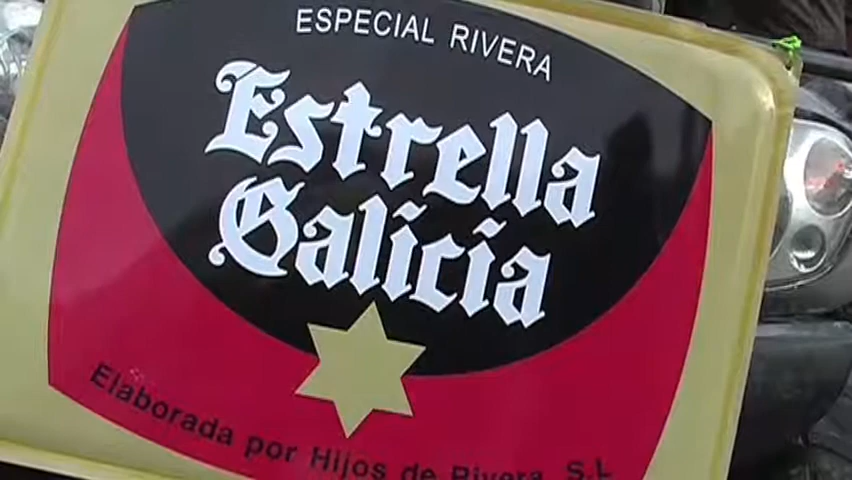 ESPECIAL RIVERA
Estrella
Galicia
Elaborada por Hijos de Rivera, S.L